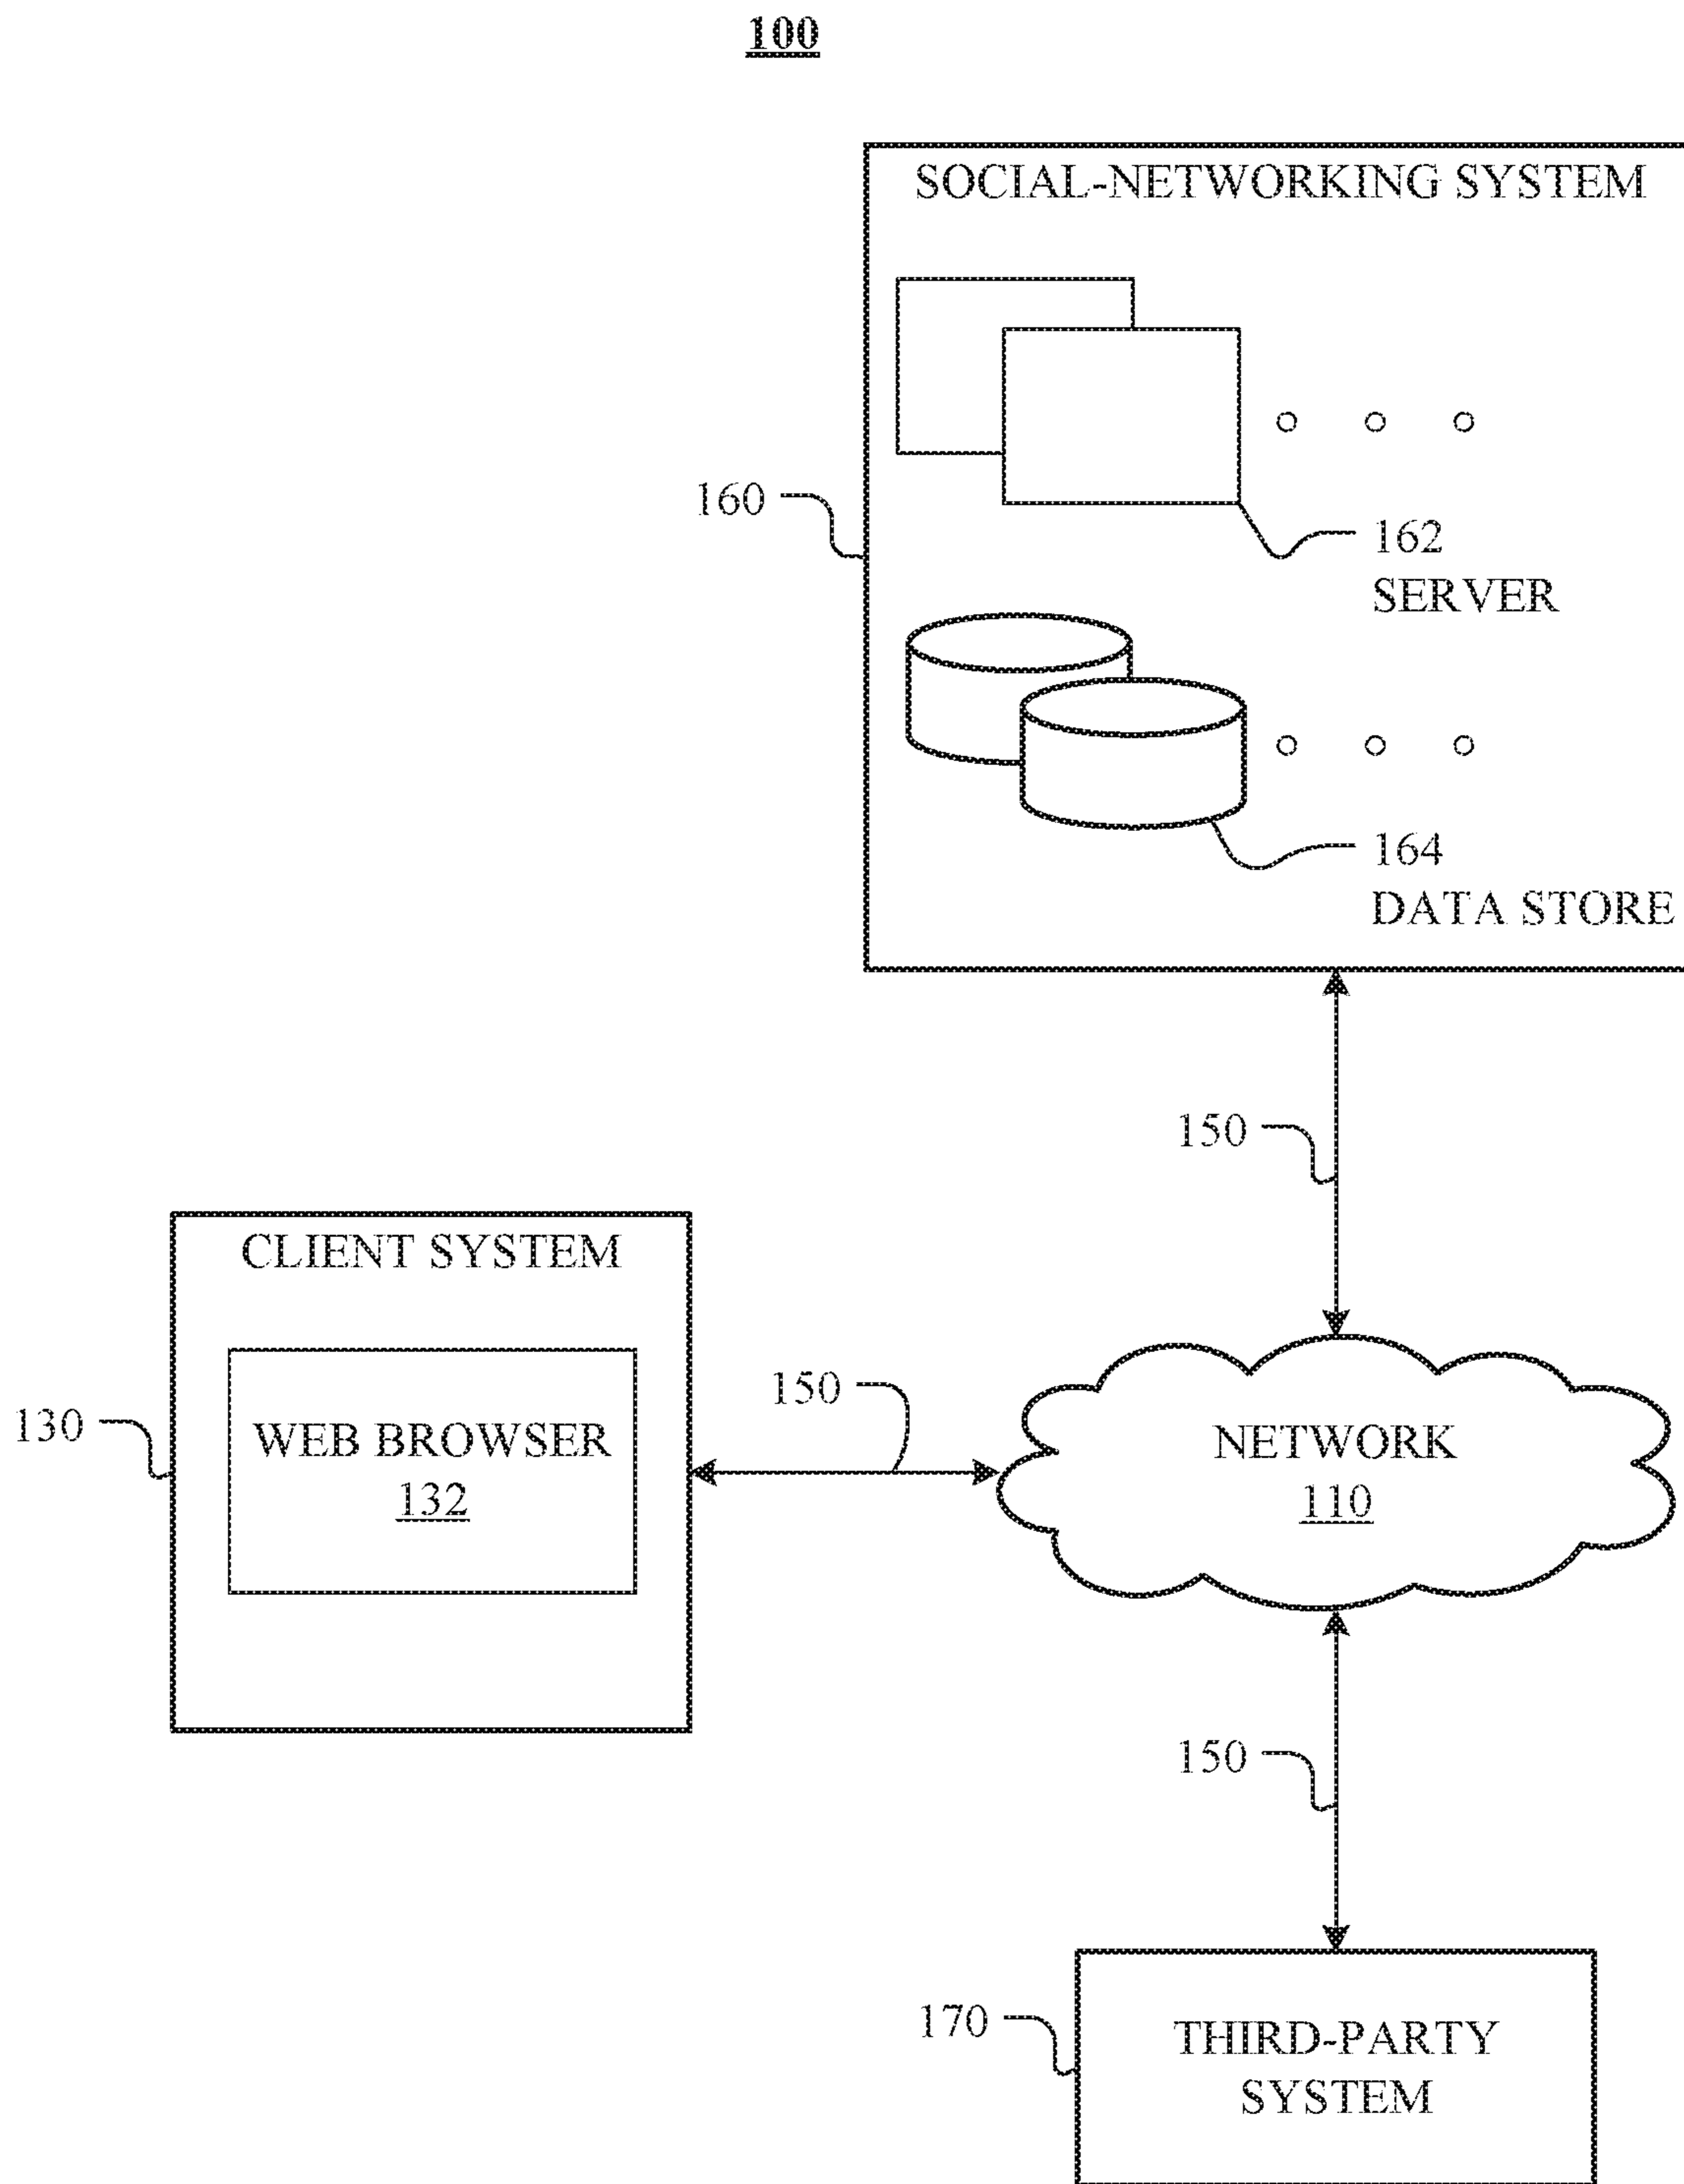 100
SOCIAL-NETWORKING SYSTEM
160
162
SERVER
164
DATA STORE
150
CLIENT SYSTEM
130
WEB BROWSER
132
150
NETWORK
110
150
170
THIRD-PARTY
SYSTEM